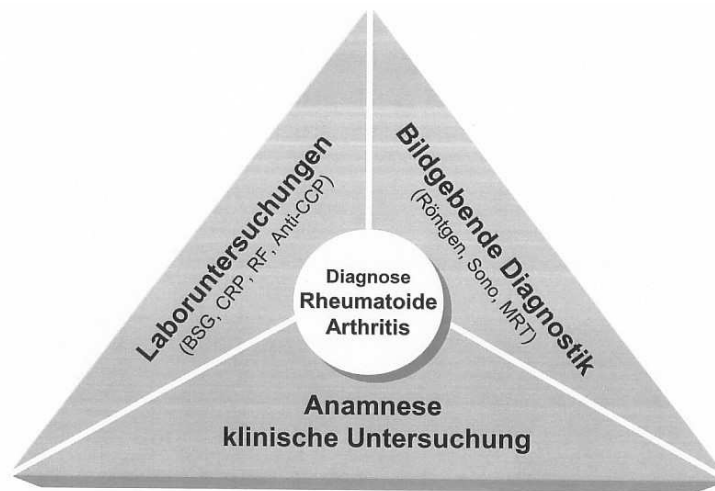 Laboruntersuchungen
(BSG, CRP, RF, Anti-CCP)
Bildgebende Diagnostik
(Röntgen, Sono, MRT)
Diagnose
Rheumatoide
Arthritis
Anamnese
klinische Untersuchung